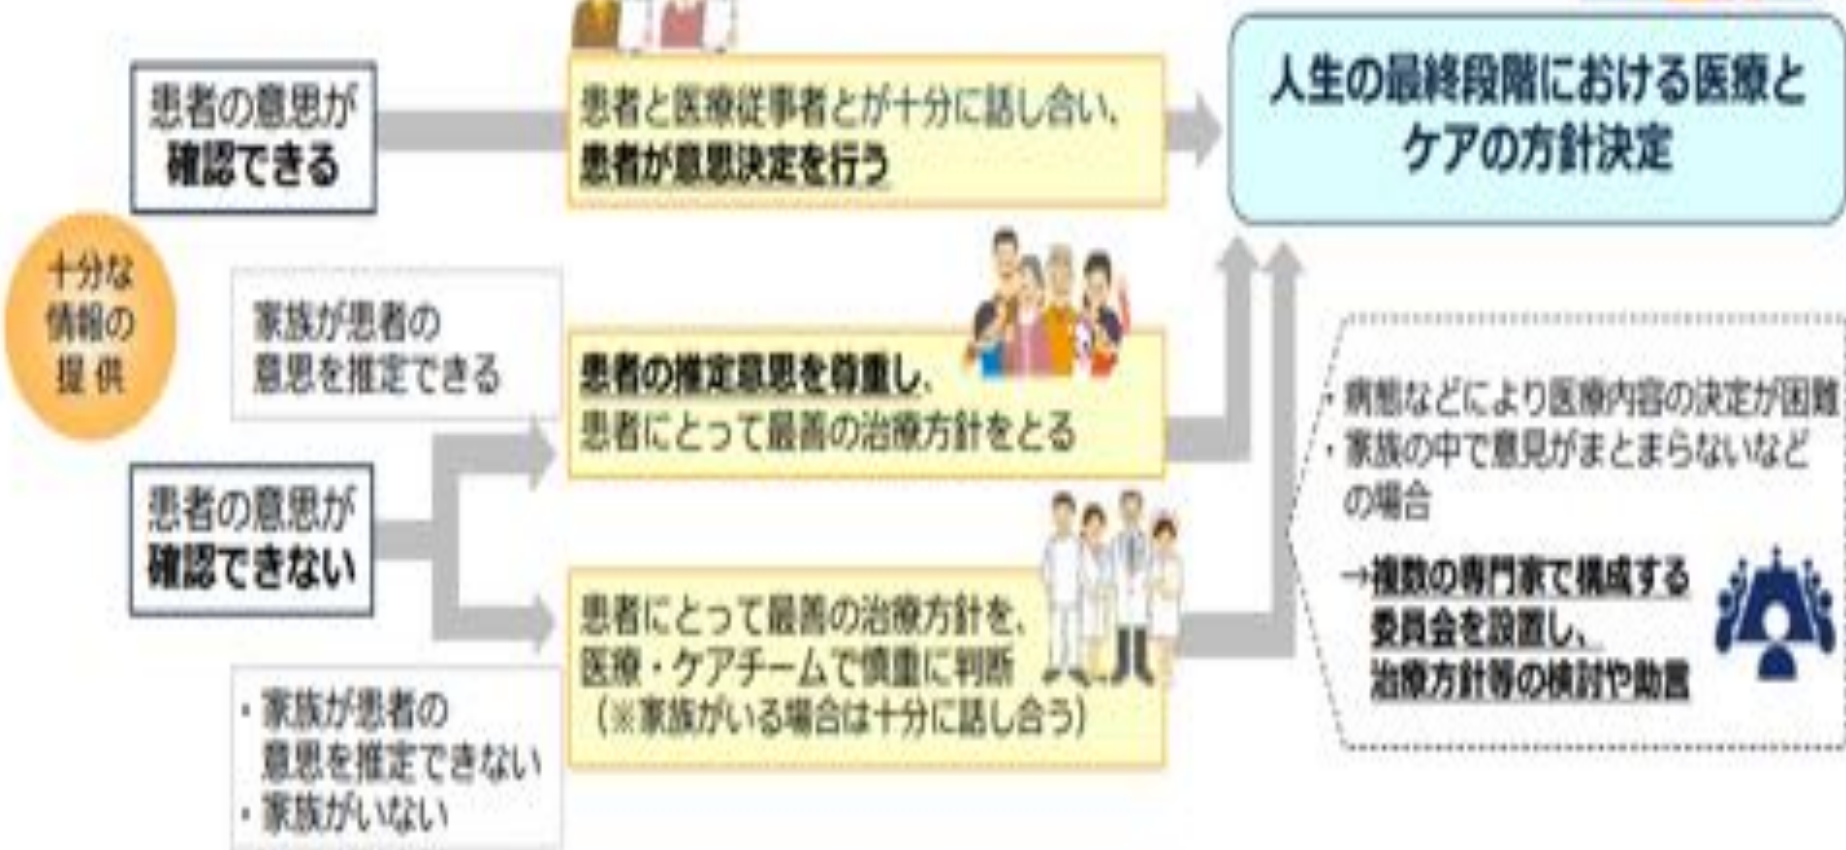 患者の意思が
確認できる
患者と医療従事者とが十分に話し合い、
患者が意思決定を行う
人生の最終段階における医療と
ケアの方針決定
十分な
情報の
提供
家族が患者の
意思を推定できる
患者の推定意思を尊重し、
患者にとって最善の治療方針をとる
患者の意思が
確認できない
患者にとって最善の治療方針を、
医療・ケアチームで慎重に判断
（※家族がいる場合は十分に話し合う）
・家族が患者の
意思を推定できない
・家族がいない
・病態などにより医療内容の決定が困難
・家族の中で意見がまとまらないなど
の場合
→複数の専門家で構成する
委員会を設置し、
治療方針等の検討や助言